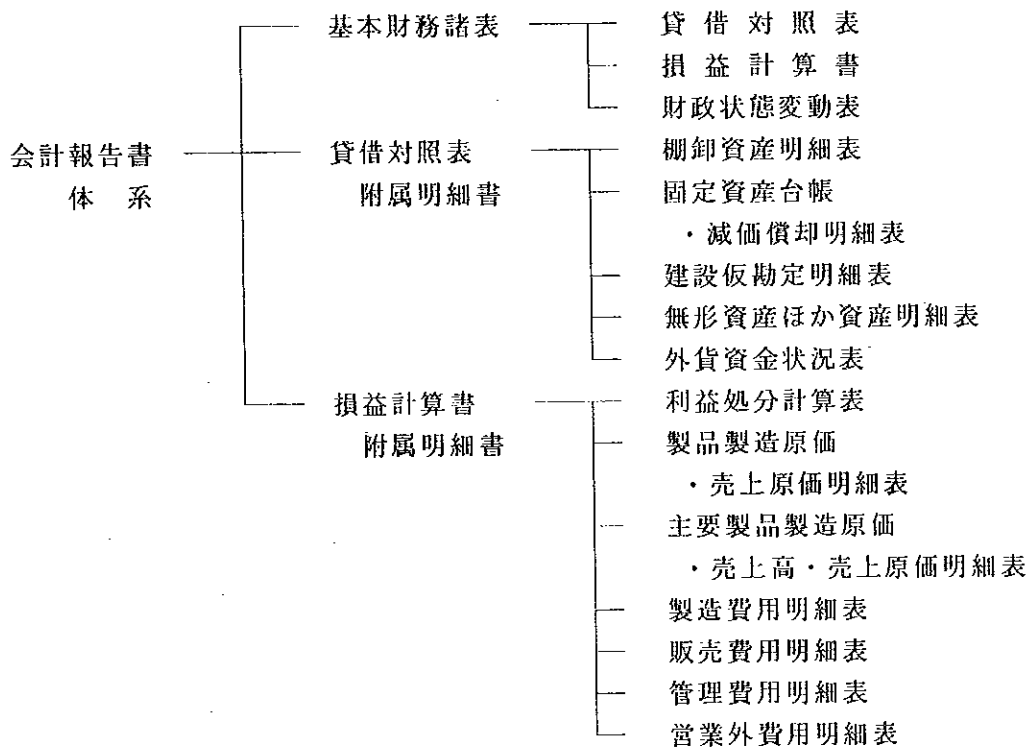 基本財務諸表
貸借対照表
損益計算書
財政状態変動表
会計報告書
体系
貸借対照表
附属明細書
棚卸資産明細表
固定資産台帳
・減価償却明細表
建設仮勘定明細表
無形資産ほか資産明細表
外貨資金状況表
損益計算書
附属明細書
利益処分計算表
製品製造原価
・売上原価明細表
主要製品製造原価
・売上高・売上原価明細表
製造費用明細表
販売費用明細表
管理費用明細表
営業外費用明細表